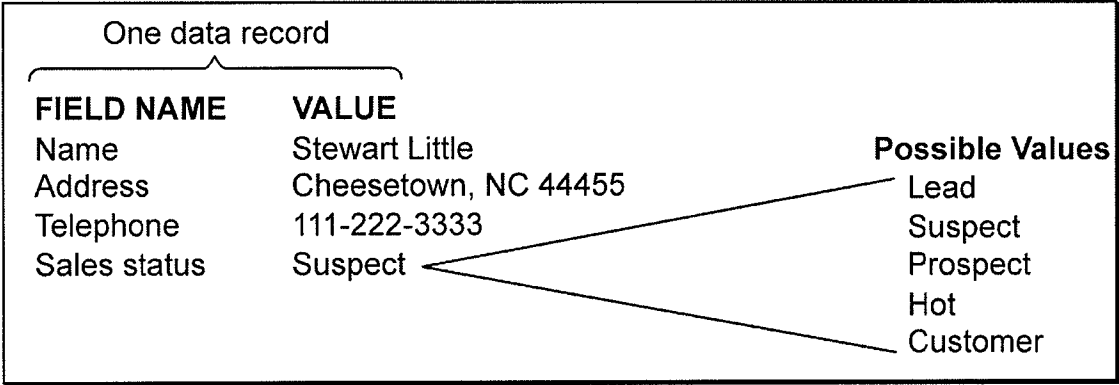 One data record
FIELD NAME VALUE
Name Stewart Little
Address Cheesetown, NC 44455
Telephone 111-222-3333
Sales status Suspect
Possible Values
Lead
Suspect
Prospect
Hot
Customer